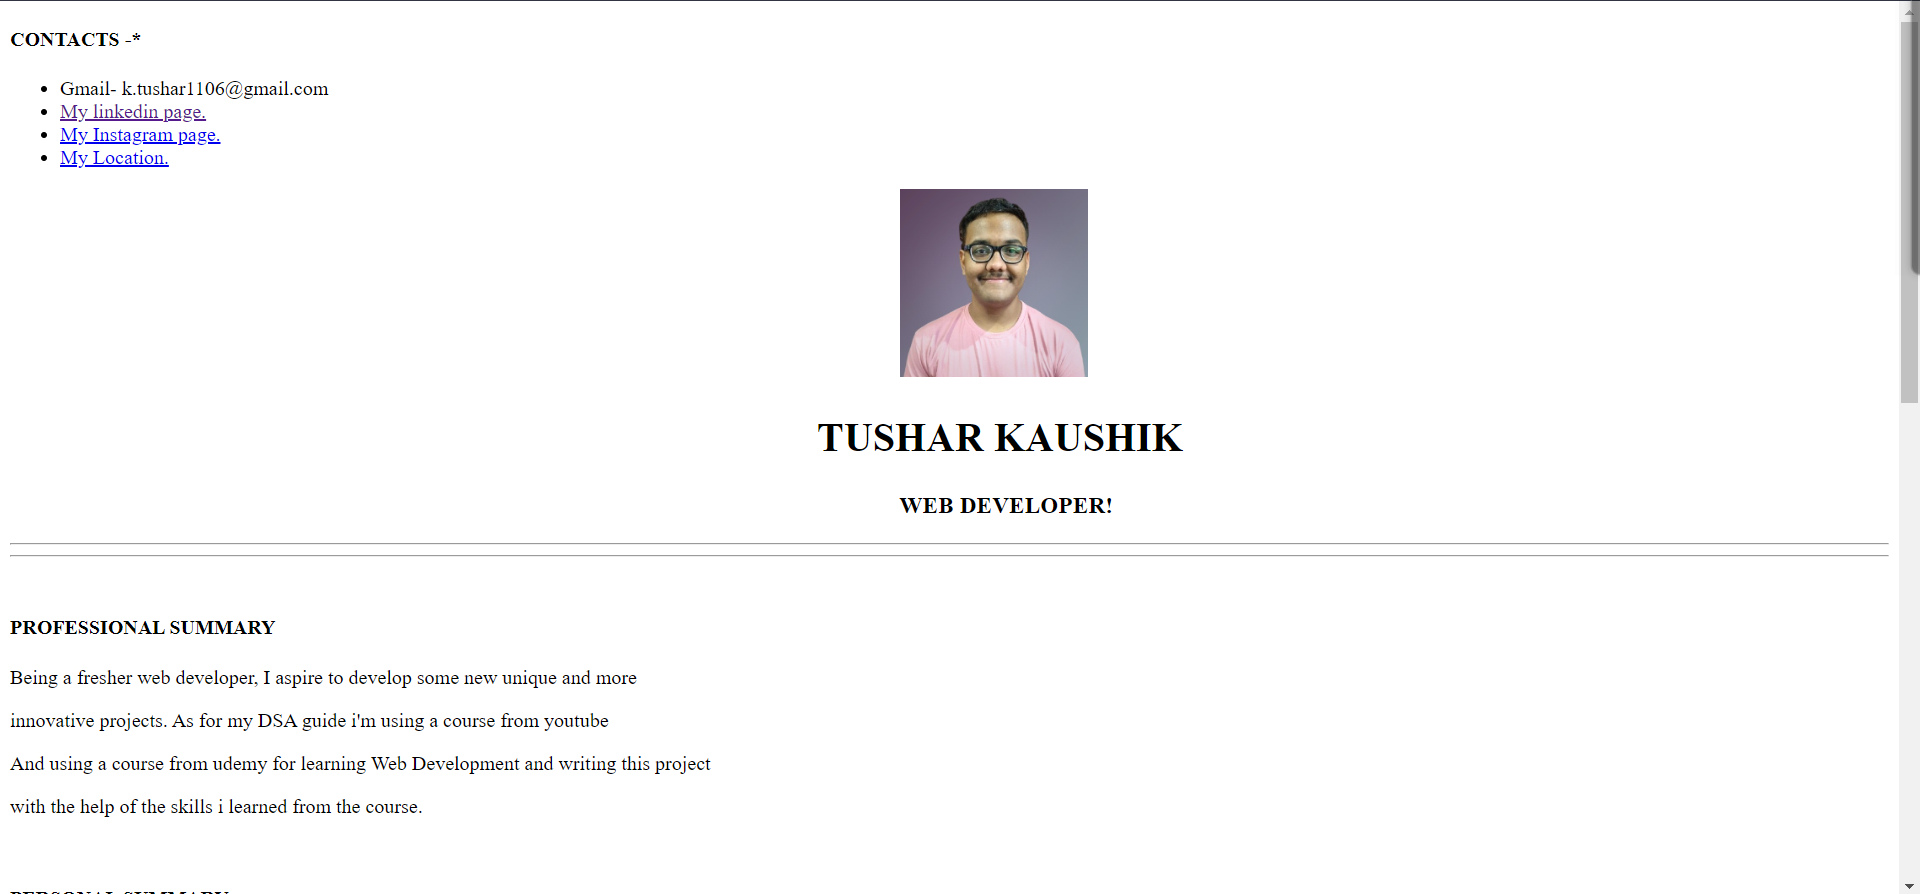 CONTACTS -*
Gmail- k.tushar1106@gmail.com
My linkedin page.
My Instagram page.
My Location.
TUSHAR KAUSHIK
WEB DEVELOPER!
PROFESSIONAL SUMMARY
Being a fresher web developer, I aspire to develop some new unique and more
innovative projects. As for my DSA guide i'm using a course from youtube
And using a course from udemy for learning Web Development and writing this project
with the help of the skills i learned from the course.
PERSONAL SUMMARY